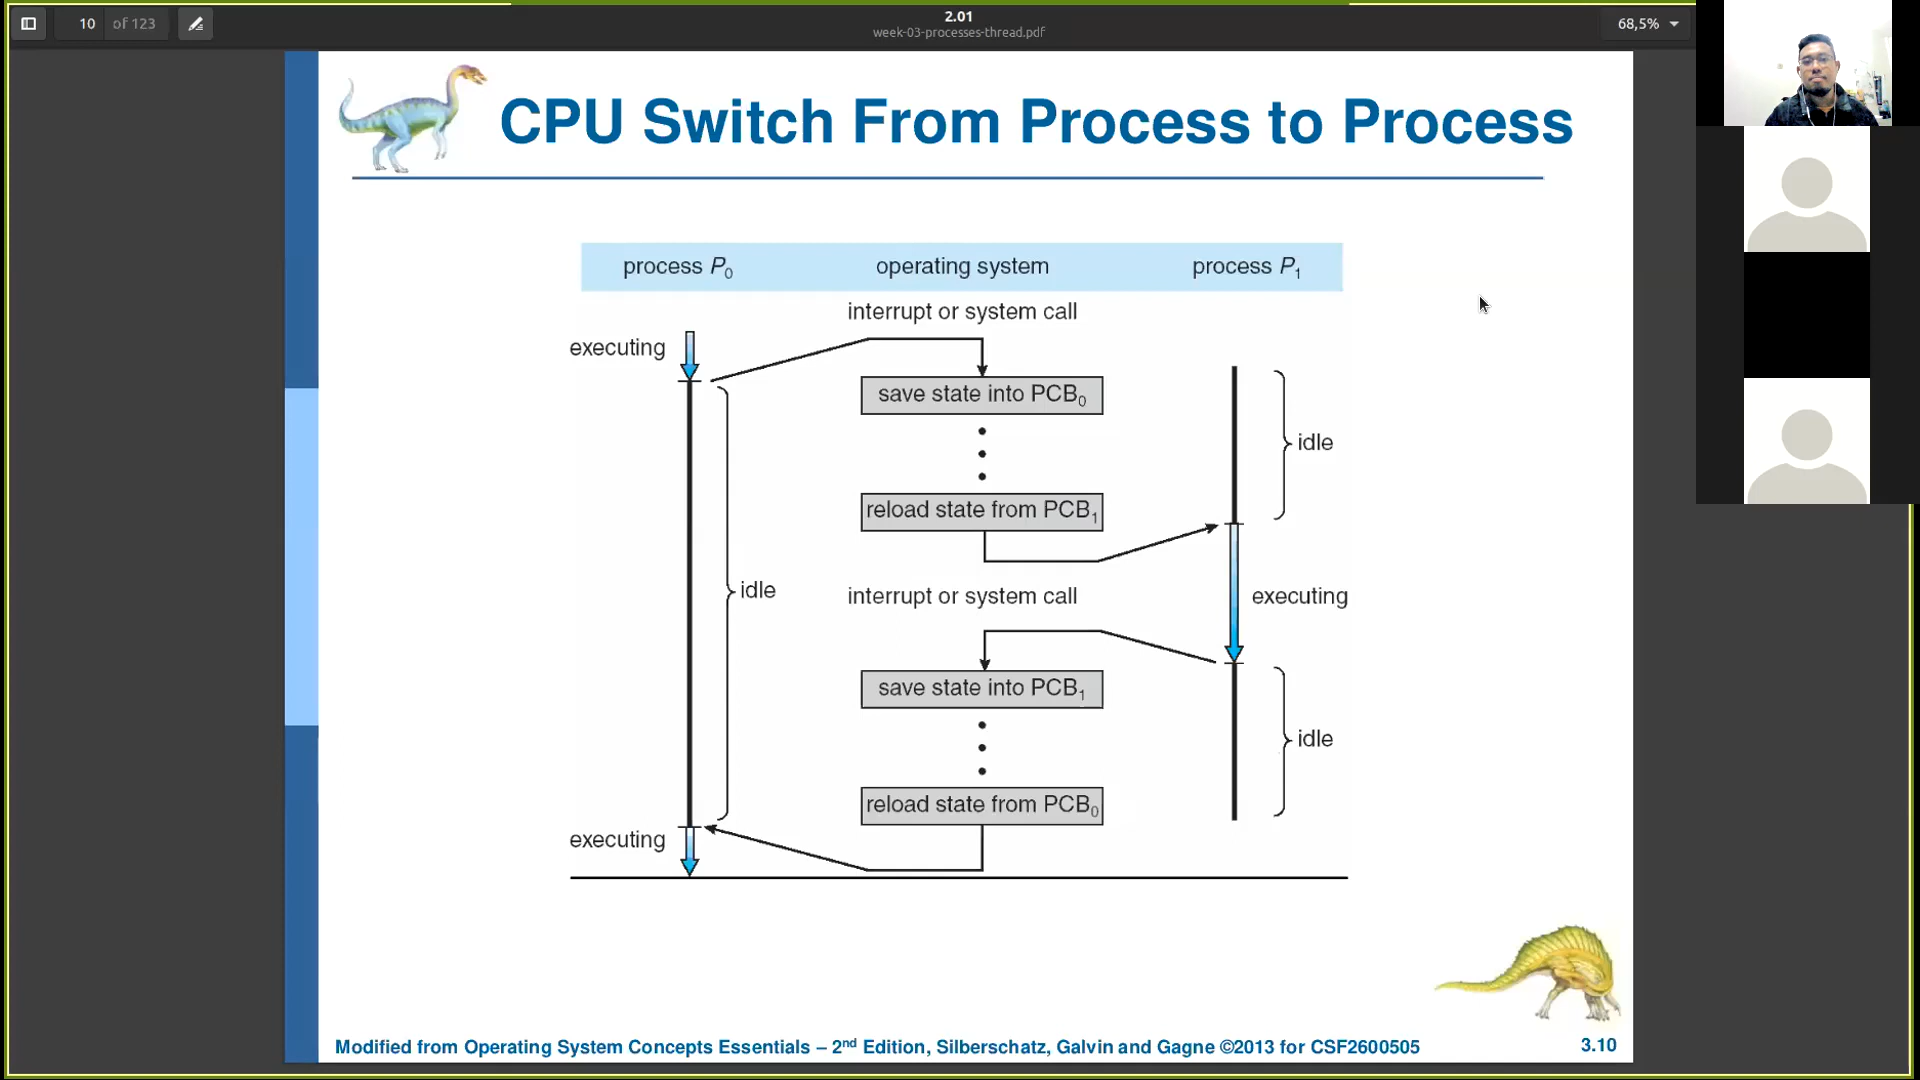 10 of 123
2.01
week-03-processes-thread.pdf
68,5%
CPU Switch From Process to Process
process P0 operating system process P1
interrupt or system call
executing
save state into PCB0
idle
reload state from PCB1
idle
interrupt or system call
executing
save state into PCB1
idle
reload state from PCB0
executing
Modified from Operating System Concepts Essentials – 2nd Edition, Silberschatz, Galvin and Gagne ©2013 for CSF2600505
3.10